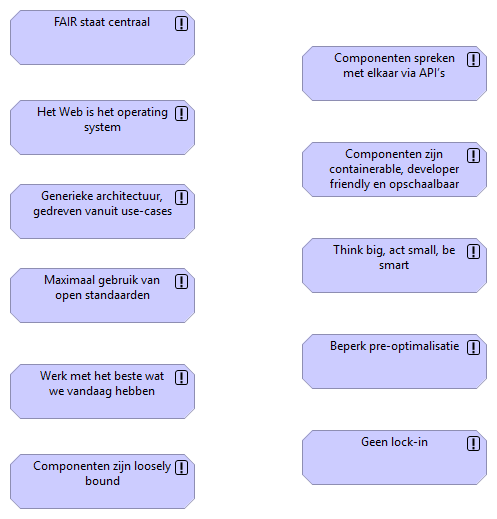 FAIR staat centraal
Het Web is het operating
system
Generieke architectuur,
gedreven vanuit use-cases
Maximaal gebruik van
open standaarden
Werk met het beste wat
we vandaag hebben
Componenten zijn loosely
bound
Componenten spreken
met elkaar via API's
Componenten zijn
containerable, developer
friendly en opschaalbaar
Think big, act small, be
smart
Beperk pre-optimalisatie
Geen lock-in